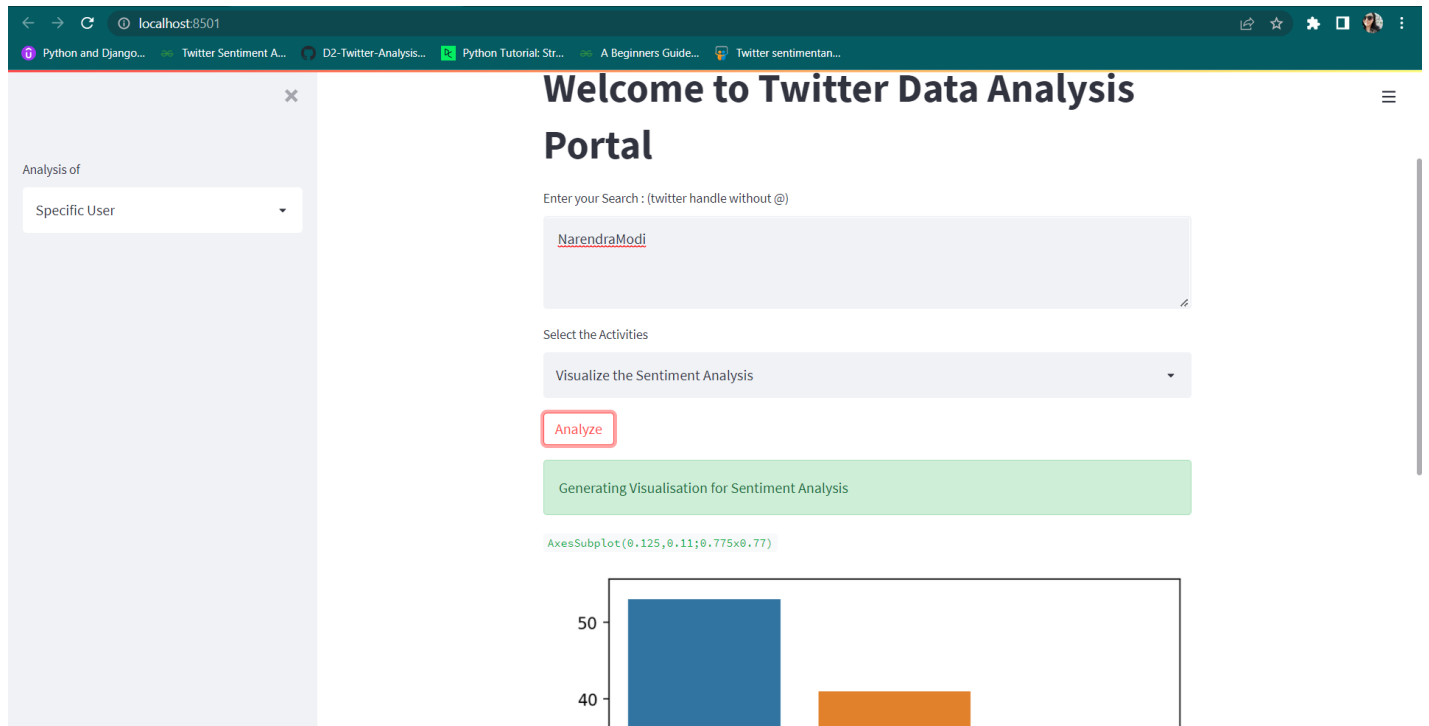 localhost:8501
Python and Django... Twitter Sentiment A... D2-Twitter-Analysis... Python Tutorial: Str... A Beginners Guide... Twitter sentimentan...
Analysis of
Specific User
Welcome to Twitter Data Analysis
Portal
Enter your Search : (twitter handle without @)
NarendraModi
Select the Activities
Visualize the Sentiment Analysis
Analyze
Generating Visualisation for Sentiment Analysis
AxesSubplot(0.125,0.11;0.775x0.77)
50
40